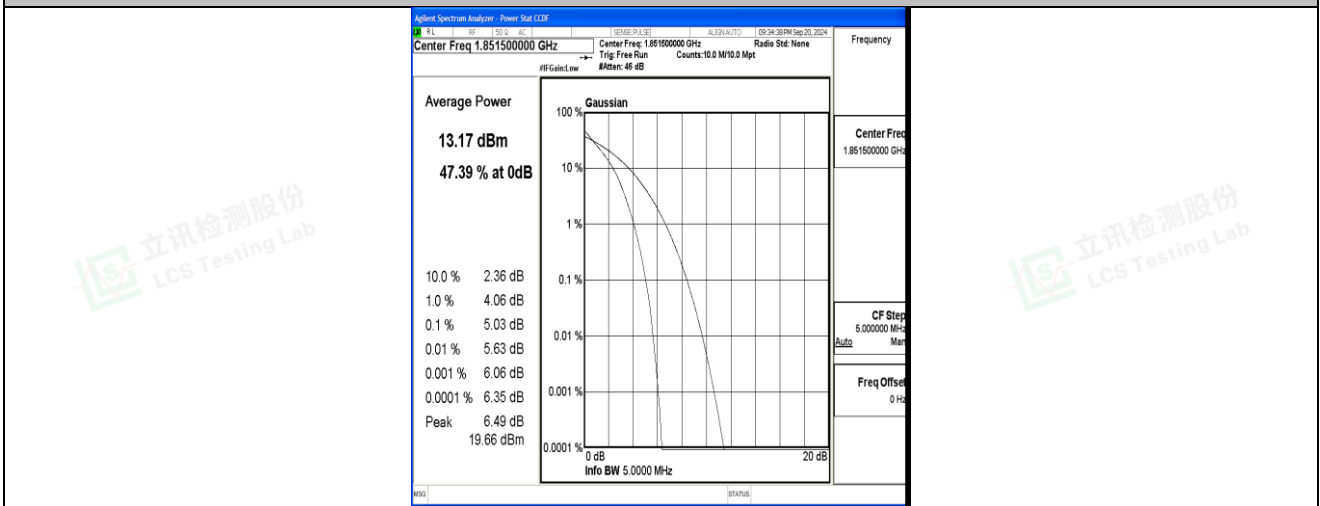 Agilent Spectrum Analyzer - Power Stat CCDF
RL RF 50 Ω AC SENSE:PULSE ALIGN AUTO 09:34:38 PM Sep 20, 2024
Center Freq 1.851500000 GHz
Center Freq: 1.851500000 GHz Radio Std: None
Trig: Free Run Counts:10.0 M/10.0 Mpt
#IFGain:Low #Atten: 46 dB
Frequency
Average Power
13.17 dBm
47.39 % at 0dB
10.0 % 2.36 dB
1.0 % 4.06 dB
0.1 % 5.03 dB
0.01 % 5.63 dB
0.001 % 6.06 dB
0.0001 % 6.35 dB
Peak 6.49 dB
19.66 dBm
Gaussian
100 %
10 %
1 %
0.1 %
0.01 %
0.001 %
0.0001 %
0 dB 20 dB
Info BW 5.0000 MHz
Center Freq
1.851500000 GHz
CF Step
5.000000 MHz
Auto Man
Freq Offset
0 Hz
MSG STATUS
立讯检测股份
LCS Testing Lab
立讯检测股份
LCS Testing Lab